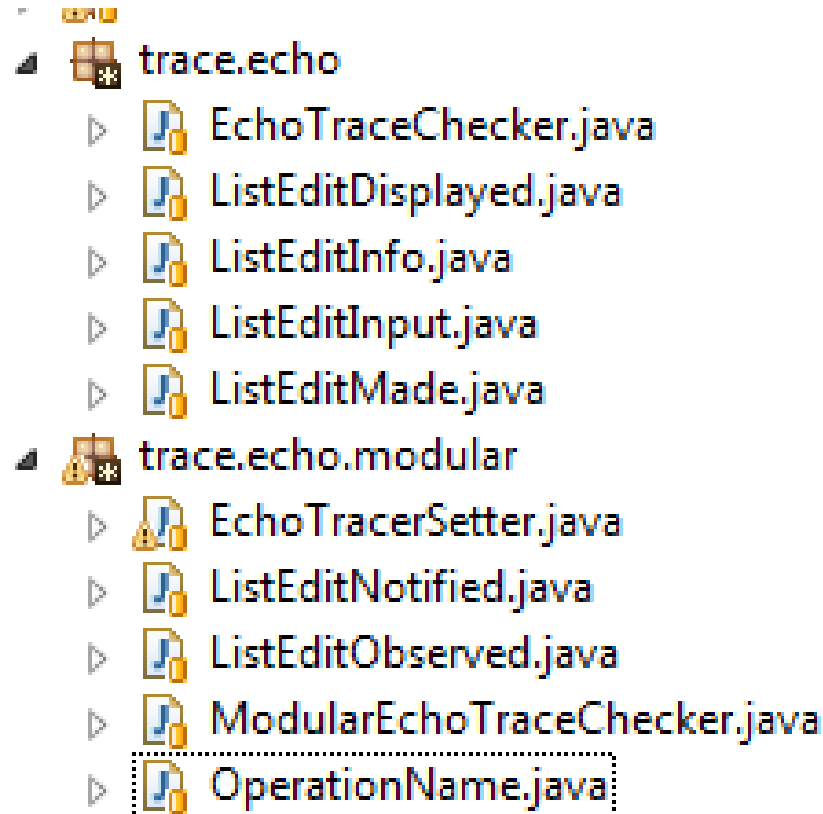 trace.echo
EchoTraceChecker.java
ListEditDisplayed.java
ListEditInfo.java
ListEditInput.java
ListEditMade.java
trace.echo.modular
EchoTracerSetter.java
ListEditNotified.java
ListEditObserved.java
ModularEchoTraceChecker.java
OperationName.java